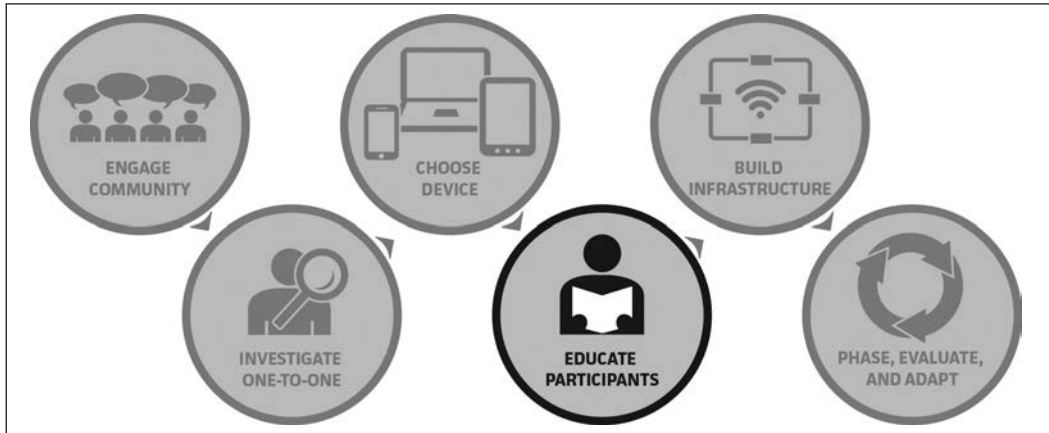 ENGAGE
COMMUNITY
INVESTIGATE
ONE-TO-ONE
CHOOSE
DEVICE
EDUCATE
PARTICIPANTS
BUILD
INFRASTRUCTURE
PHASE, EVALUATE,
AND ADAPT